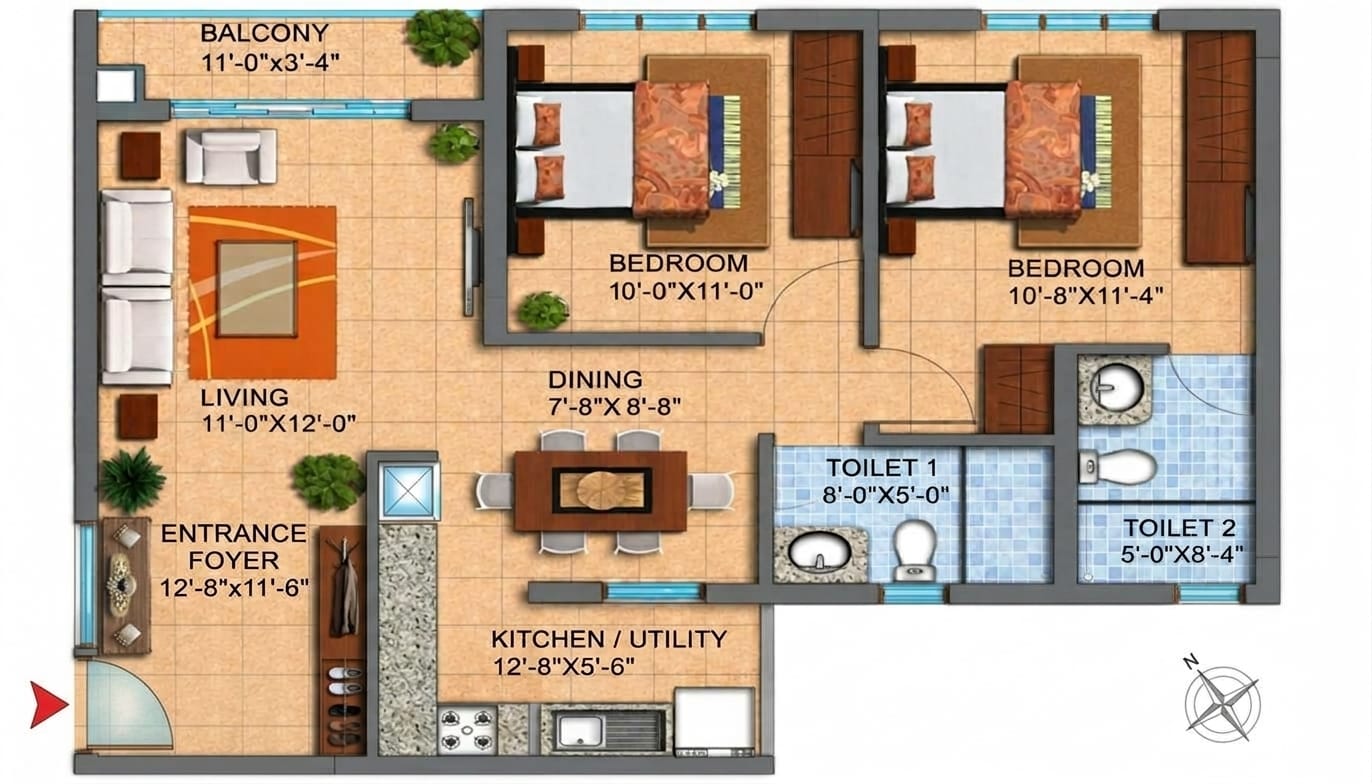 BALCONY
11'-0"x3'-4"
BEDROOM
10'-0"X11'-0"
BEDROOM
10'-8"X11'-4"
LIVING
11'-0"X12'-0"
DINING
7'-8"X 8'-8"
TOILET 1
8'-0"X5'-0"
TOILET 2
5'-0"X8'-4"
ENTRANCE
FOYER
12'-8"x11'-6"
KITCHEN / UTILITY
12'-8"X5'-6"
N